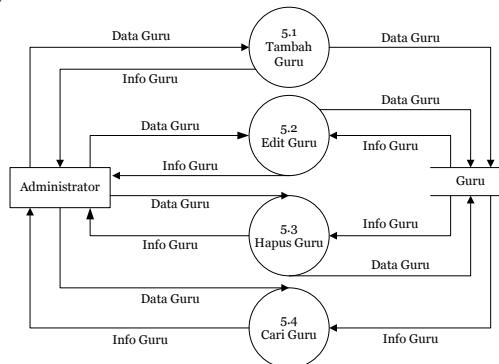 Data Guru
5.1
Tambah
Guru
Data Guru
Info Guru
Data Guru
5.2
Edit Guru
Data Guru
Info Guru
Info Guru
Administrator
Guru
Data Guru
5.3
Hapus Guru
Info Guru
Info Guru
Data Guru
Data Guru
5.4
Cari Guru
Info Guru
Info Guru